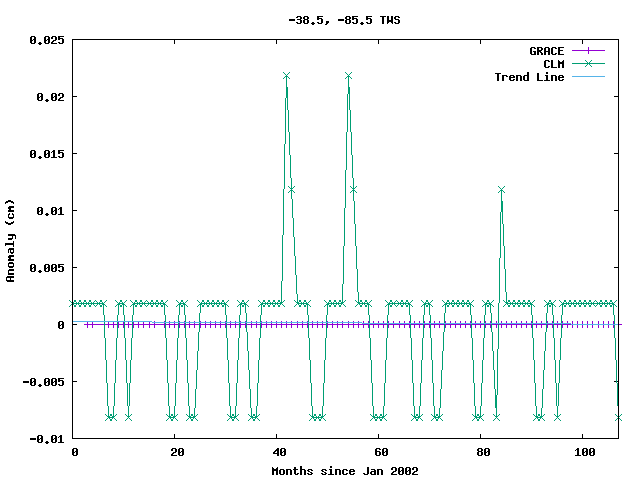 -38.5, -85.5 TWS
GRACE
CLM
Trend Line
0.025
0.02
0.015
0.01
0.005
0
-0.005
-0.01
Anomaly (cm)
0 20 40 60 80 100
Months since Jan 2002